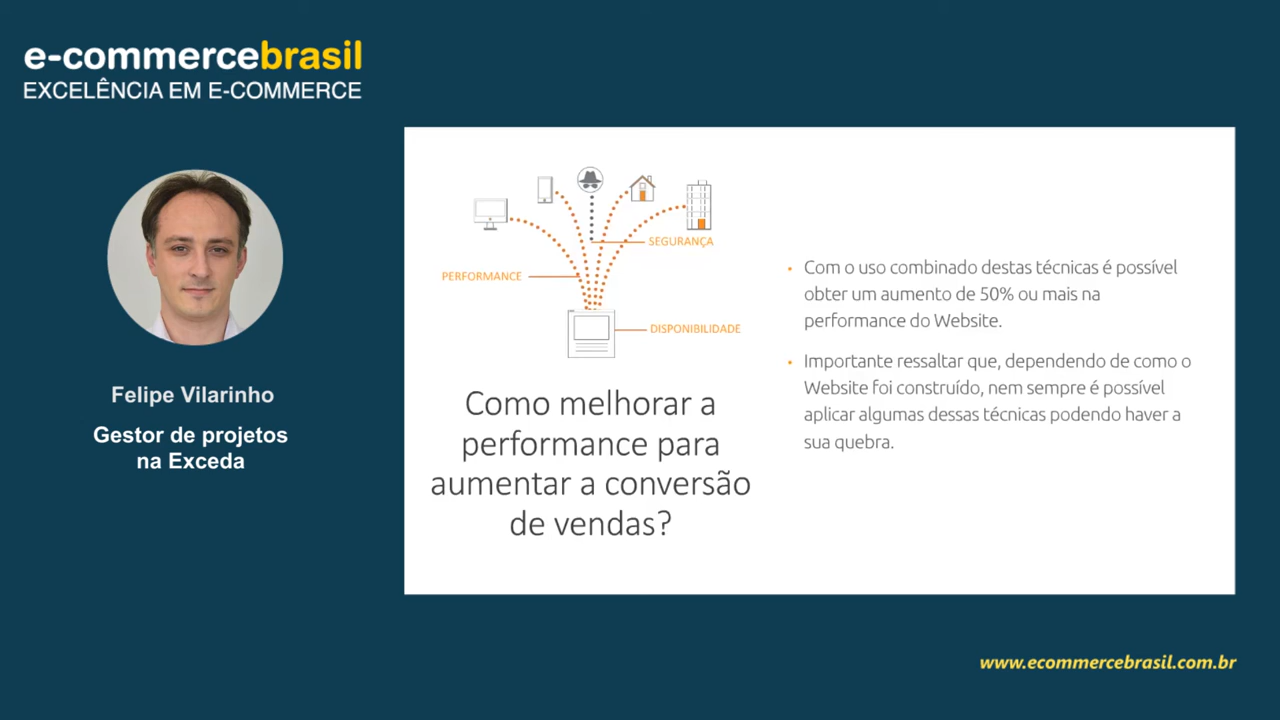 e-commercebrasil
EXCELÊNCIA EM E-COMMERCE
Felipe Vilarinho
Gestor de projetos
na Exceda
SEGURANÇA
PERFORMANCE
DISPONIBILIDADE
Como melhorar a
performance para
aumentar a conversão
de vendas?
• Com o uso combinado destas técnicas é possível
obter um aumento de 50% ou mais na
performance do Website.
• Importante ressaltar que, dependendo de como o
Website foi construído, nem sempre é possível
aplicar algumas dessas técnicas podendo haver a
sua quebra.
www.ecommercebrasil.com.br